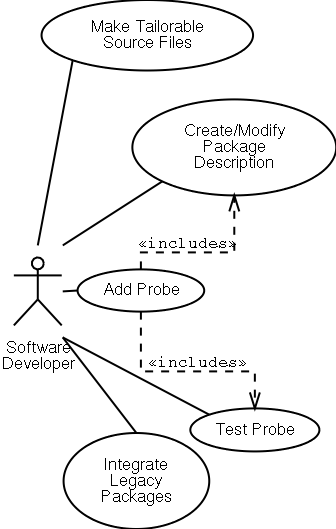 Make Tailorable
Source Files
Create/Modify
Package
Description
«includes»
Add Probe
Software
Developer
«includes»
Test Probe
Integrate
Legacy
Packages